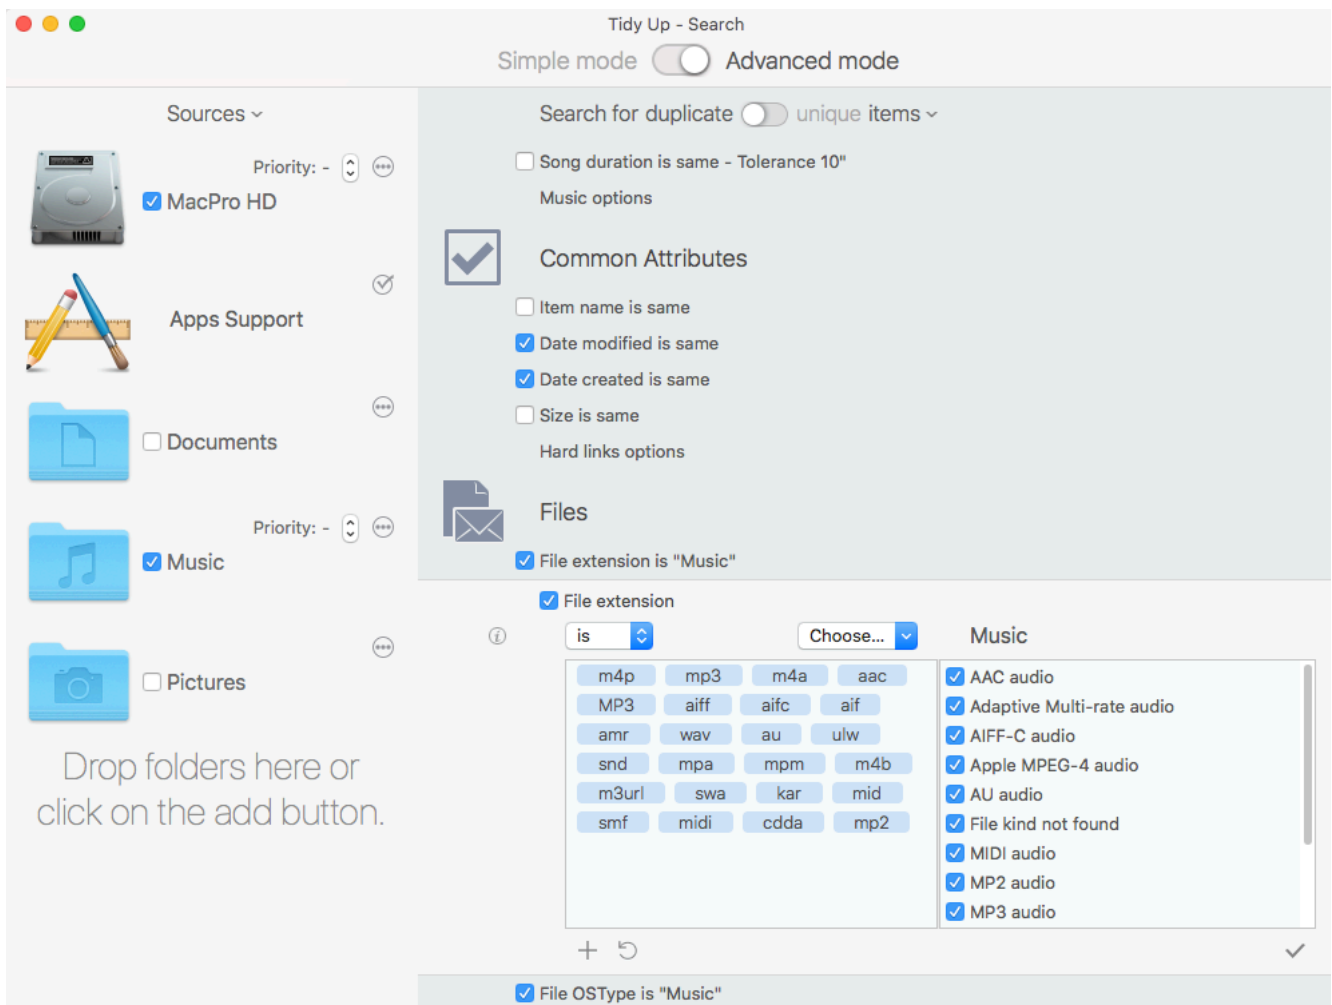 Tidy Up - Search
Simple mode Advanced mode
Sources
Priority: -
MacPro HD
Apps Support
Documents
Priority: -
Music
Pictures
Drop folders here or
click on the add button.
Search for duplicate unique items
Song duration is same - Tolerance 10"
Music options
Common Attributes
Item name is same
Date modified is same
Date created is same
Size is same
Hard links options
Files
File extension is "Music"
File extension
is Choose... Music
m4p mp3 m4a aac
MP3 aiff aifc aif
amr wav au ulw
snd mpa mpm m4b
m3url swa kar mid
smf midi cdda mp2
AAC audio
Adaptive Multi-rate audio
AIFF-C audio
Apple MPEG-4 audio
AU audio
File kind not found
MIDI audio
MP2 audio
MP3 audio
File OSType is "Music"